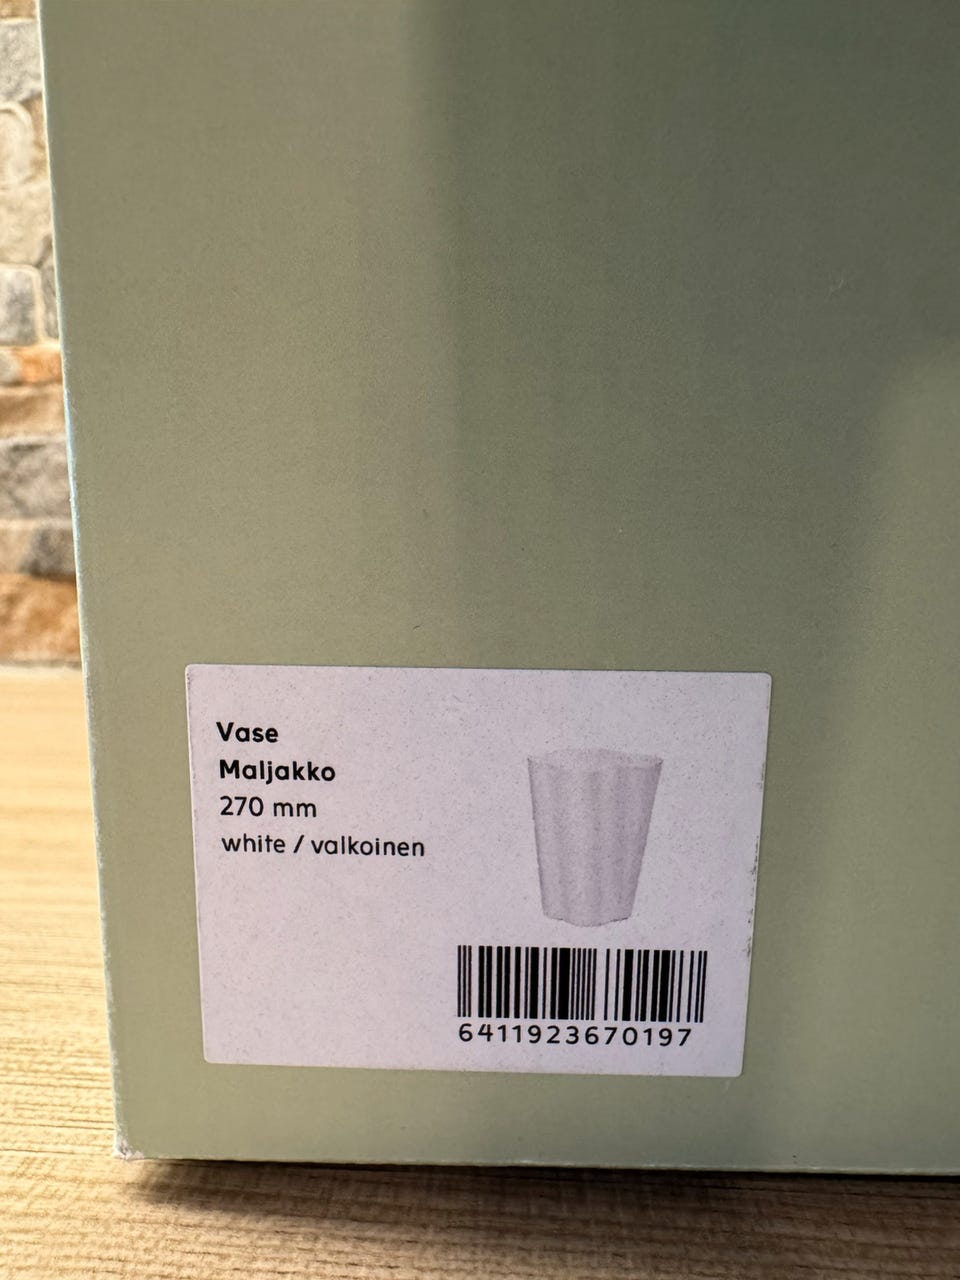 Vase
Maljakko
270 mm
white / valkoinen
6411923670197